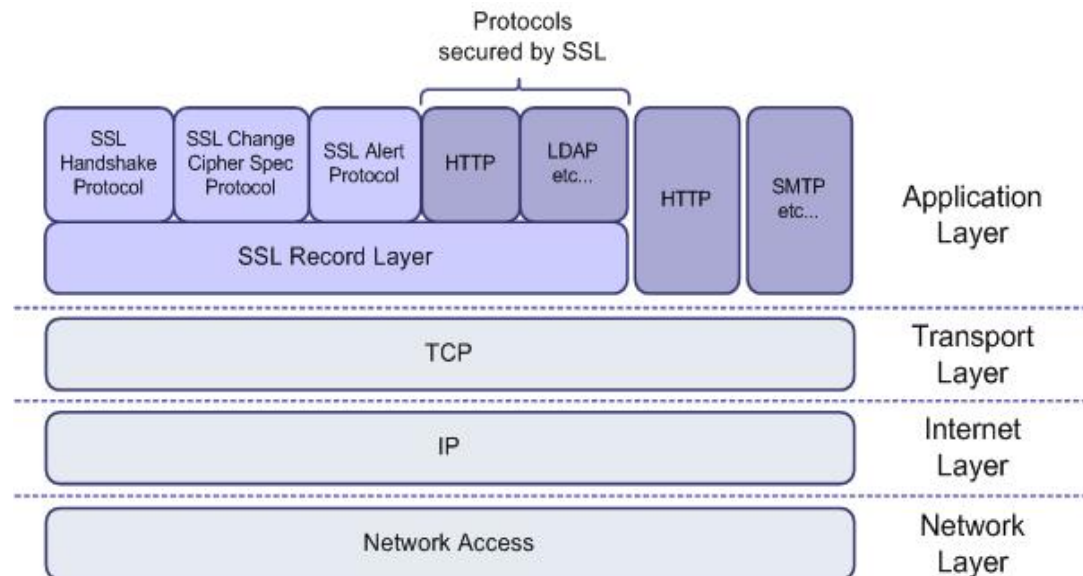 Protocols
secured by SSL
SSL
Handshake
Protocol
SSL Change
Cipher Spec
Protocol
SSL Alert
Protocol
HTTP
LDAP
etc...
HTTP
SMTP
etc...
Application
Layer
SSL Record Layer
TCP
Transport
Layer
IP
Internet
Layer
Network Access
Network
Layer